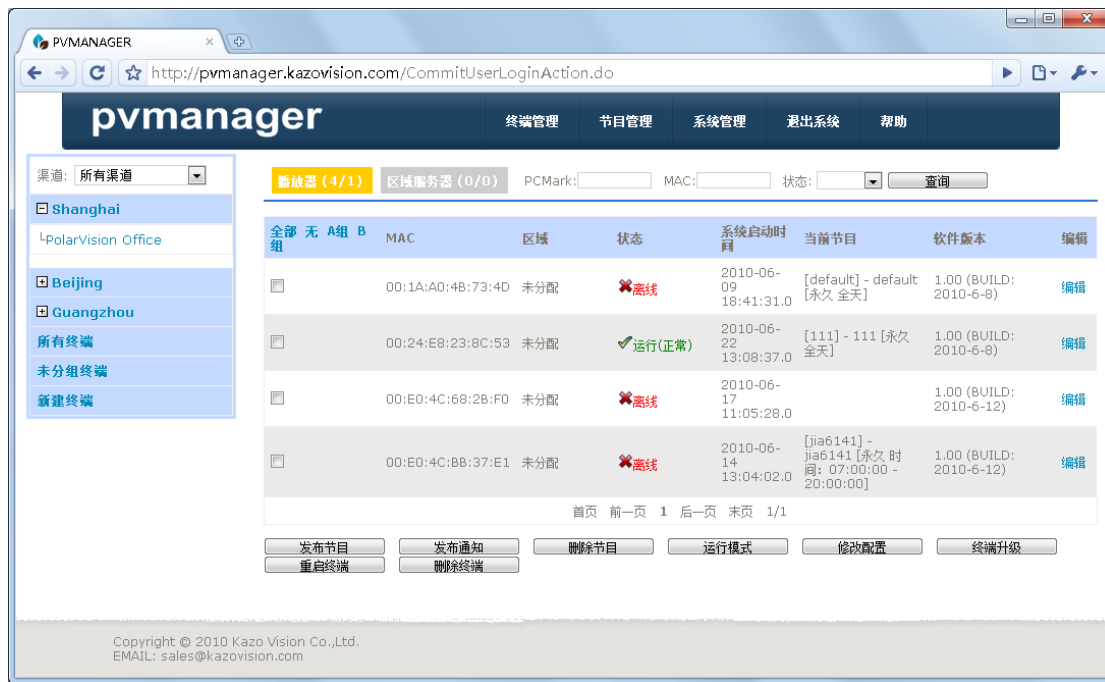 PVMANAGER
http://pvmanager.kazovision.com/CommitUserLoginAction.do
pvmanager
终端管理 节目管理 系统管理 退出系统 帮助
渠道: 所有渠道
Shanghai
PolarVision Office
Beijing
Guangzhou
所有终端
未分组终端
新建终端
播放器 (4/1) 区域服务器 (0/0) PCMark: MAC: 状态: 查询
全部 无 A组 B
组
MAC 区域 状态 系统启动时
间
当前节目 软件版本 编辑
00:1A:A0:4B:73:4D 未分配 离线
2010-06-
09
18:41:31.0
[default] - default
[永久 全天]
1.00 (BUILD:
2010-6-8)
编辑
00:24:E8:23:8C:53 未分配 运行(正常)
2010-06-
22
13:08:37.0
[111] - 111 [永久
全天]
1.00 (BUILD:
2010-6-8)
编辑
00:E0:4C:68:2B:F0 未分配 离线
2010-06-
17
11:05:28.0
1.00 (BUILD:
2010-6-12)
编辑
00:E0:4C:BB:37:E1 未分配 离线
2010-06-
14
13:04:02.0
[jia6141] -
jia6141 [永久 时
间: 07:00:00 -
20:00:00]
1.00 (BUILD:
2010-6-12)
编辑
首页 前一页 1 后一页 末页 1/1
发布节目 发布通知 删除节目 运行模式 修改配置 终端升级
重启终端 删除终端
Copyright © 2010 Kazo Vision Co.,Ltd.
EMAIL: sales@kazovision.com